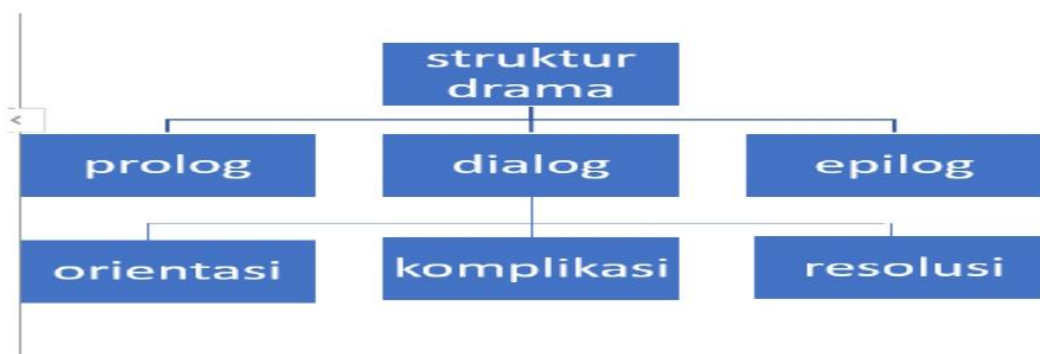 struktur
drama
prolog
dialog
epilog
orientasi
komplikasi
resolusi